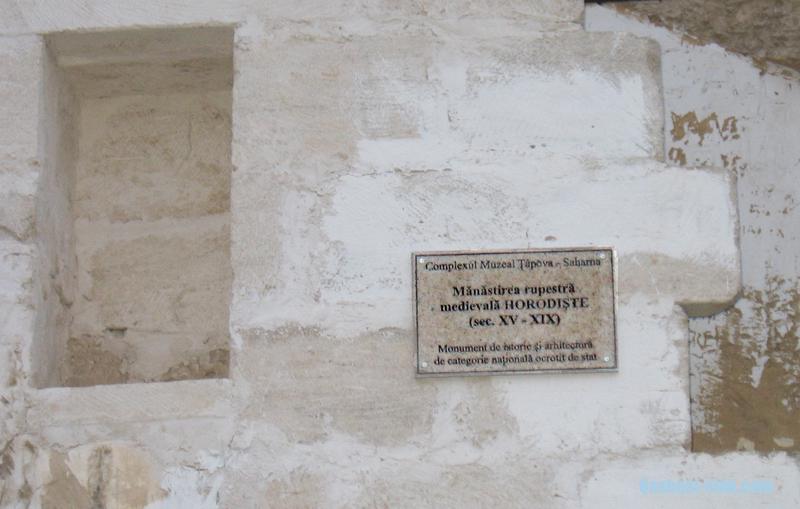 Complexul Muzeal Țâpova - Saharna
Mănăstirea rupestră
medievală HORODIȘTE
(sec. XV - XIX)
Monument de istorie și arhitectură
de categorie națională ocrotit de stat